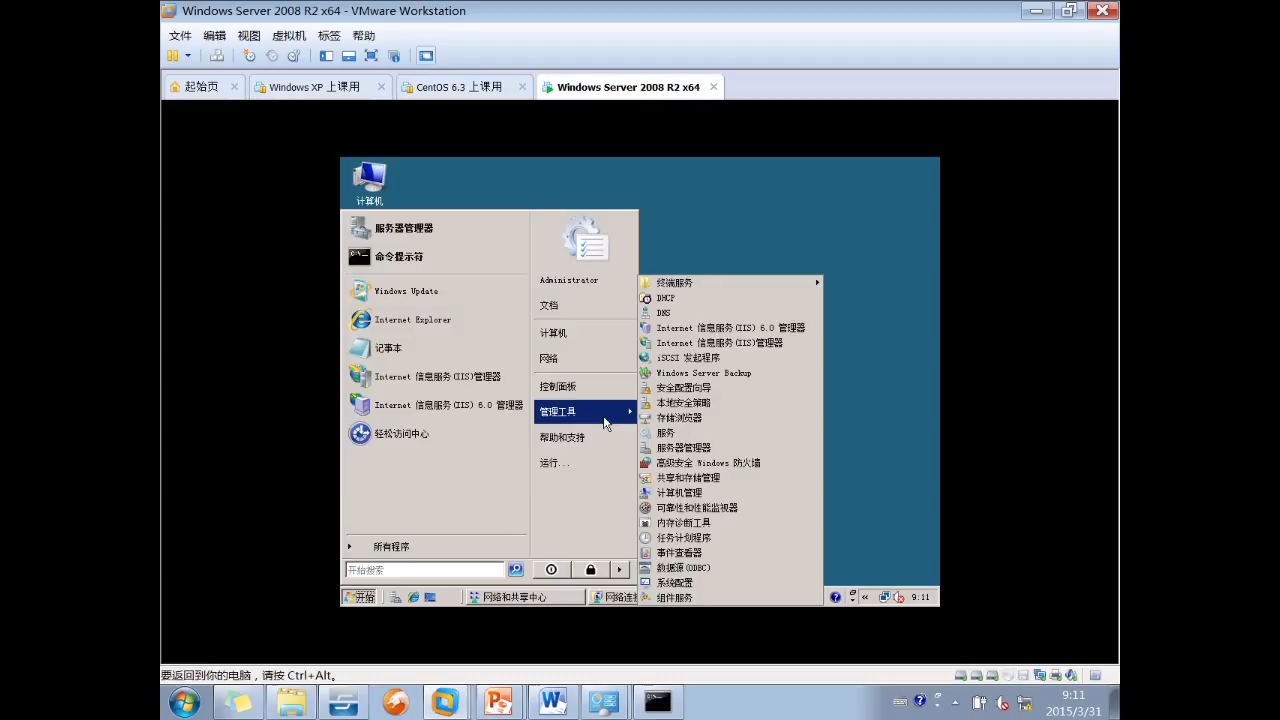 Windows Server 2008 R2 x64 - VMware Workstation
文件 编辑 视图 虚拟机 标签 帮助
起始页 Windows XP 上课用 CentOS 6.3 上课用 Windows Server 2008 R2 x64
计算机
服务器管理器
命令提示符
Windows Update
Internet Explorer
记事本
Internet 信息服务(IIS)管理器
Internet 信息服务(IIS) 6.0 管理器
轻松访问中心
所有程序
开始搜索
Administrator
文档
计算机
网络
控制面板
管理工具
帮助和支持
运行...
终端服务
DHCP
DNS
Internet 信息服务(IIS) 6.0 管理器
Internet 信息服务(IIS)管理器
iSCSI 发起程序
Windows Server Backup
安全配置向导
本地安全策略
存储浏览器
服务
服务器管理器
高级安全 Windows 防火墙
共享和存储管理
计算机管理
可靠性和性能监视器
内存诊断工具
任务计划程序
事件查看器
数据源(ODBC)
系统配置
组件服务
开始 网络和共享中心 网络连接 9:11
要返回到你的电脑，请按 Ctrl+Alt。
9:11
2015/3/31